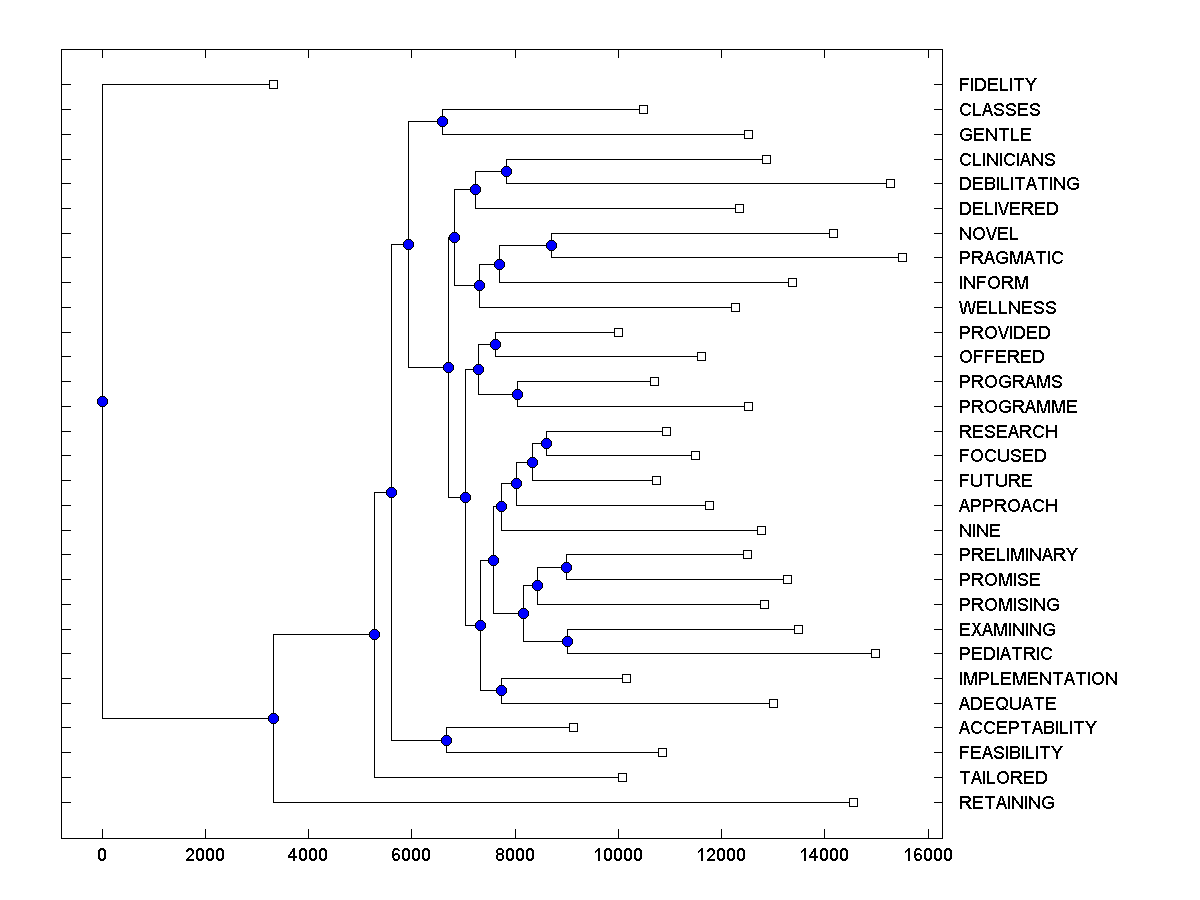 FIDELITY
CLASSES
GENTLE
CLINICIANS
DEBILITATING
DELIVERED
NOVEL
PRAGMATIC
INFORM
WELLNESS
PROVIDED
OFFERED
PROGRAMS
PROGRAMME
RESEARCH
FOCUSED
FUTURE
APPROACH
NINE
PRELIMINARY
PROMISE
PROMISING
EXAMINING
PEDIATRIC
IMPLEMENTATION
ADEQUATE
ACCEPTABILITY
FEASIBILITY
TAILORED
RETAINING
0 2000 4000 6000 8000 10000 12000 14000 16000